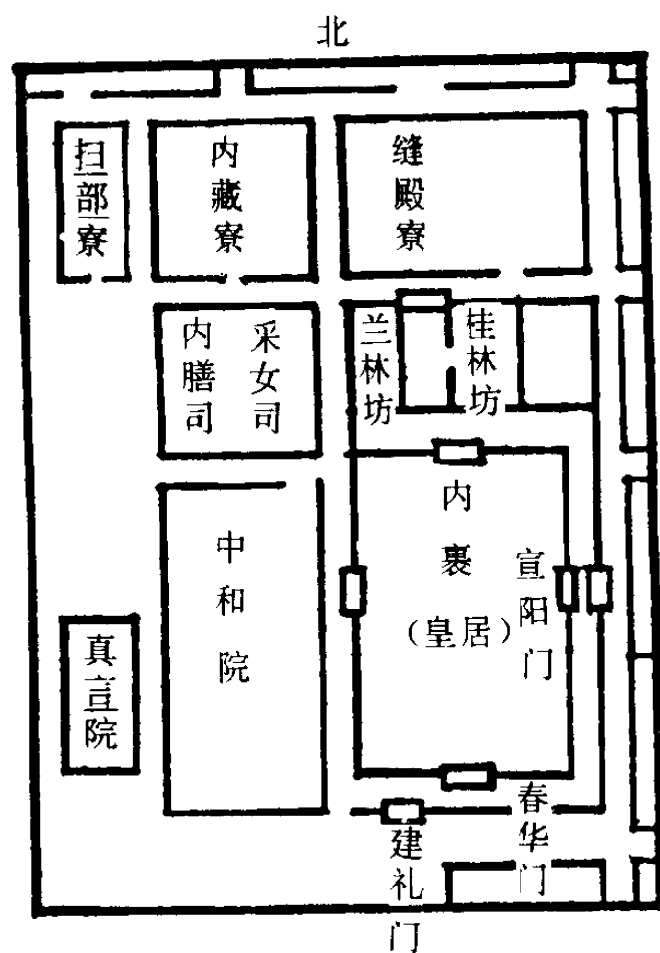 北
扫部寮
内藏寮
缝殿寮
内膳司
采女司
兰林坊
桂林坊
中和院
内裹
（皇居）
宣阳门
真言院
建礼门
春华门